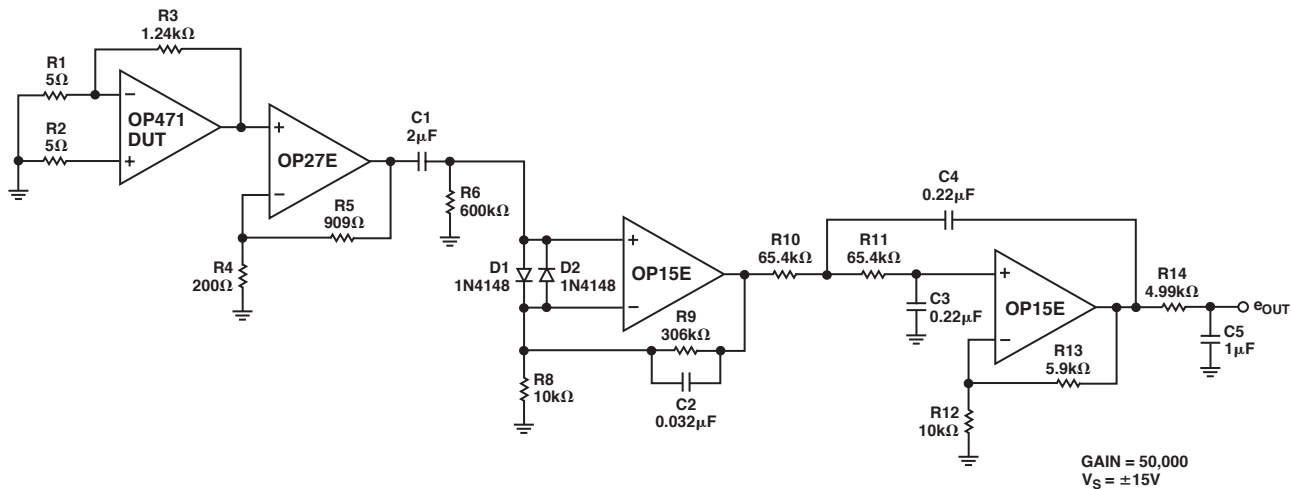 R3
1.24kΩ
R1
5Ω
−
OP471
DUT
R2
5Ω
+
+
OP27E
−
C1
2μF
R5
909Ω
R4
200Ω
R6
600kΩ
D1
1N4148
D2
1N4148
+
OP15E
−
R9
306kΩ
R8
10kΩ
C2
0.032μF
C4
0.22μF
R10
65.4kΩ
R11
65.4kΩ
C3
0.22μF
+
OP15E
−
R14
4.99kΩ
eOUT
C5
1μF
R13
5.9kΩ
R12
10kΩ
GAIN = 50,000
VS = ±15V